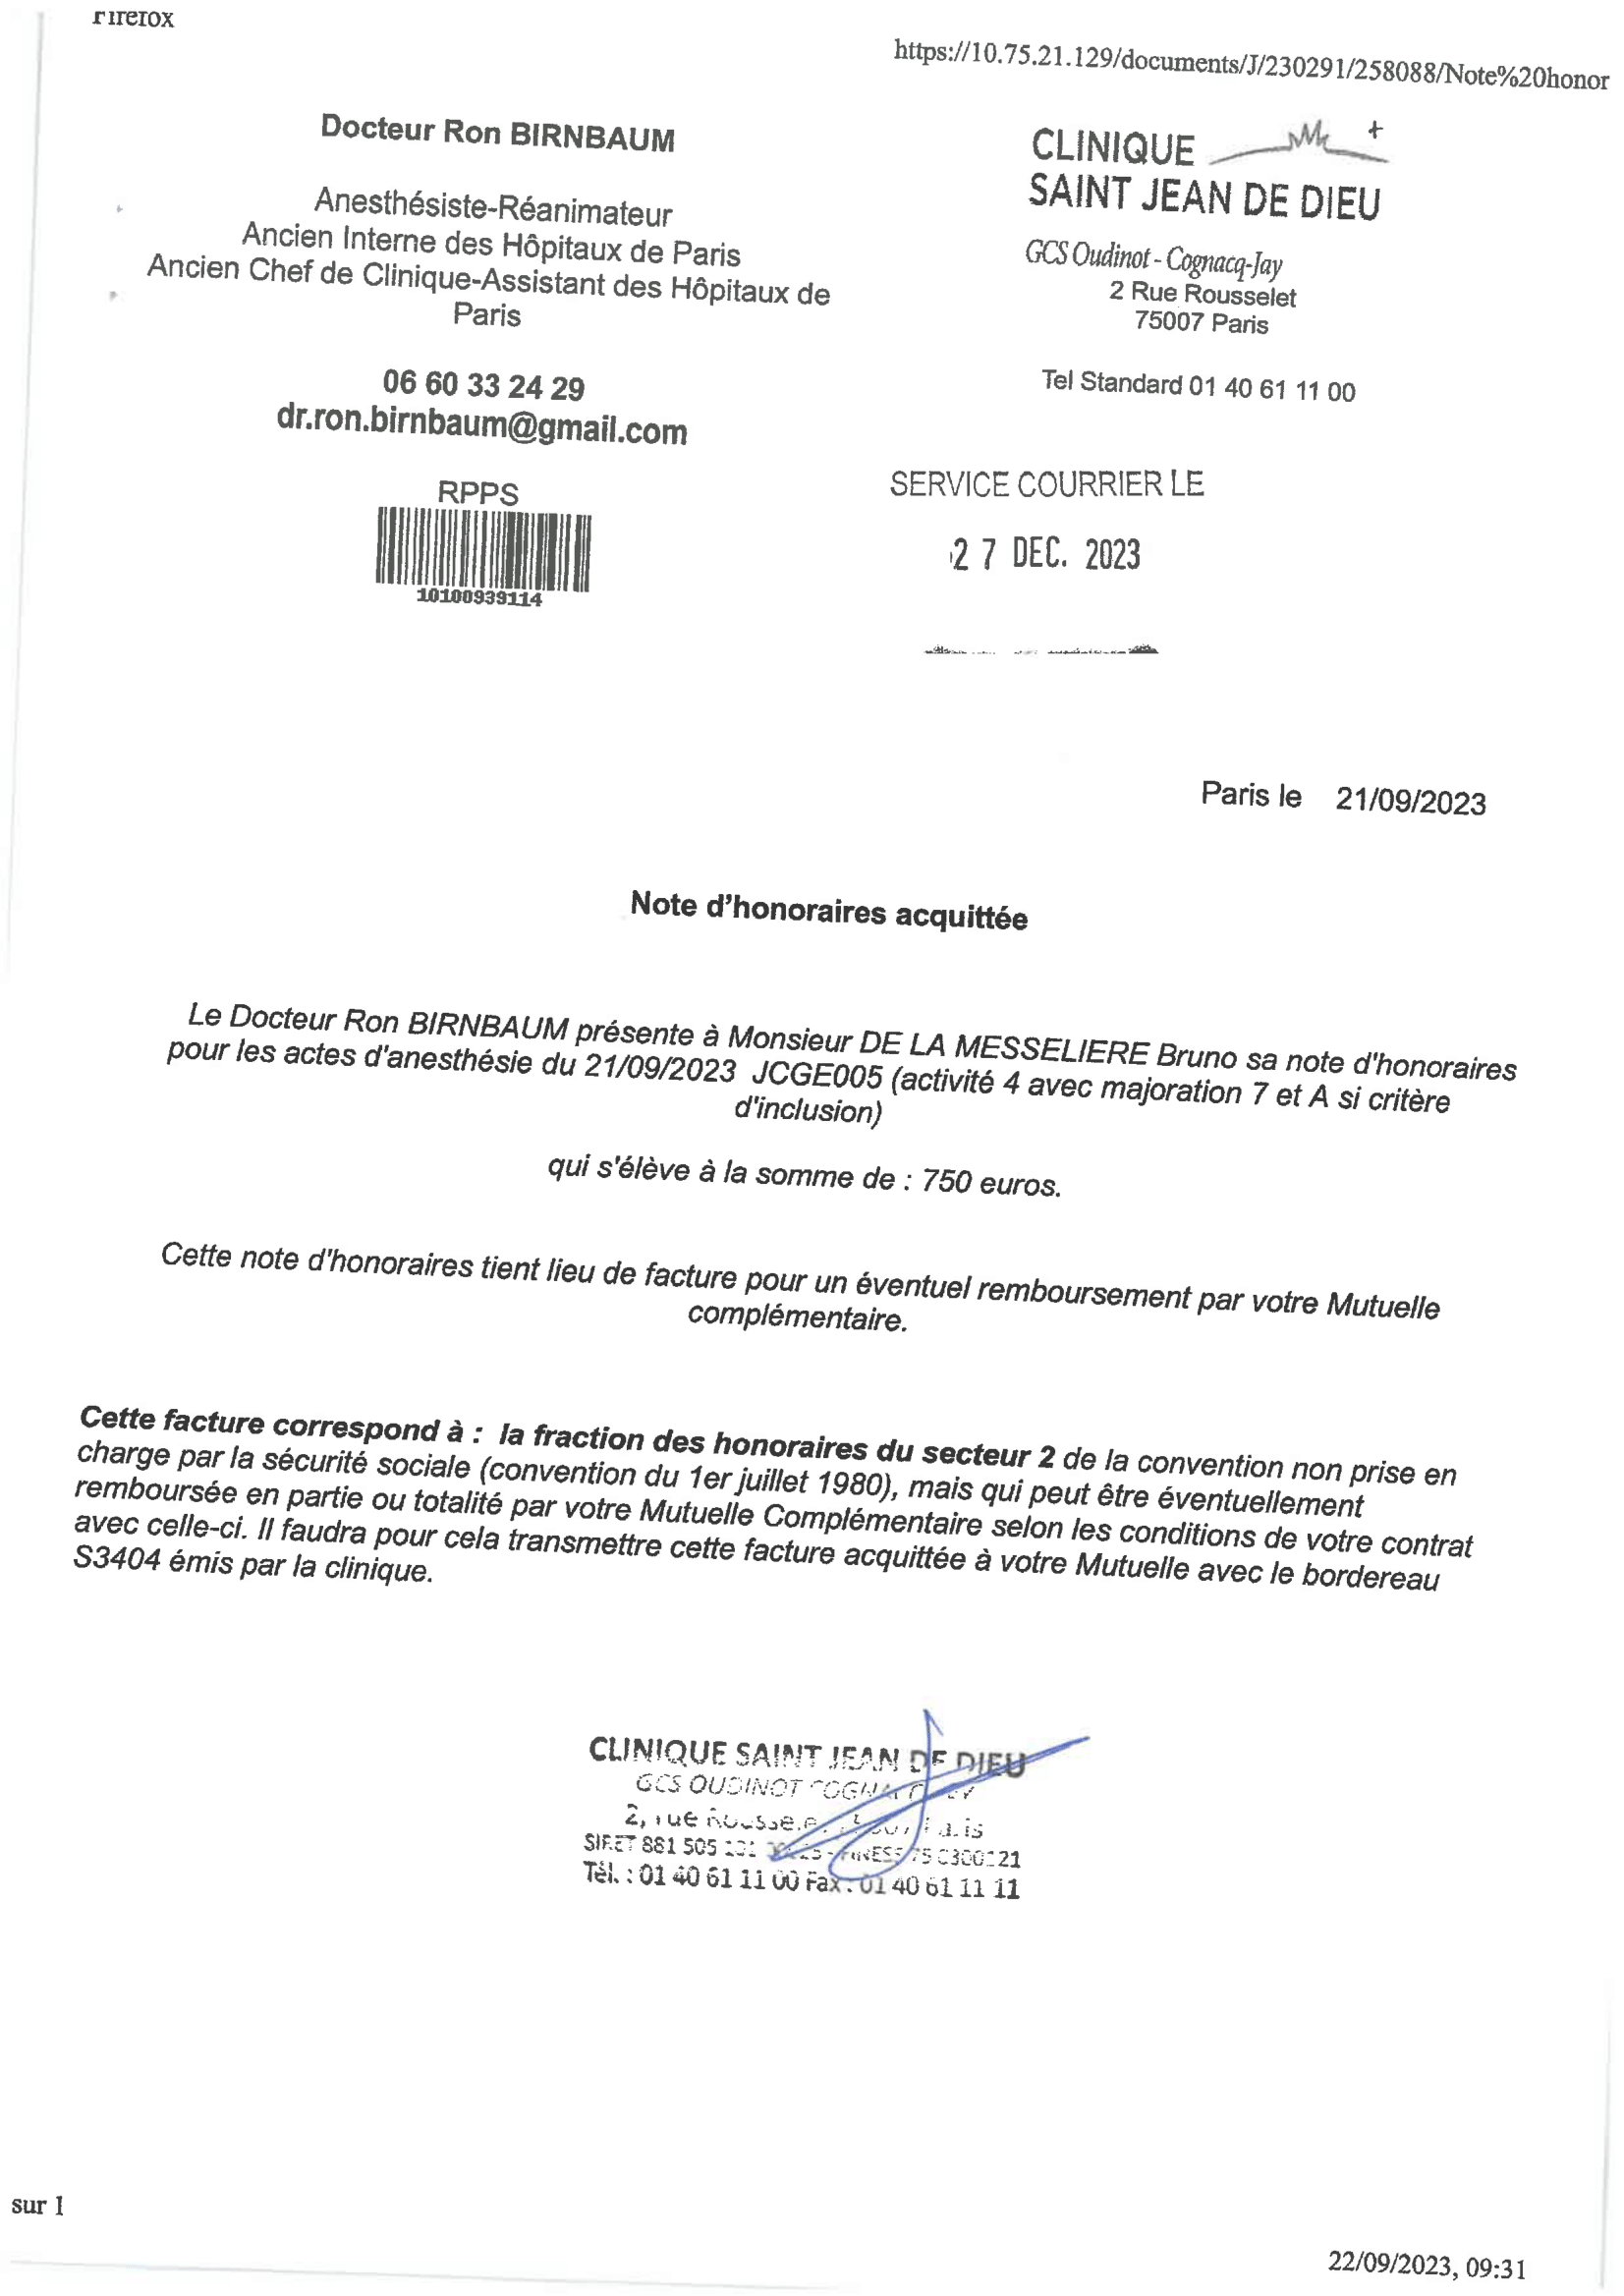 Firefox
https://10.75.21.129/documents/J/230291/258088/Note%20honor
Docteur Ron BIRNBAUM
Anesthésiste-Réanimateur
Ancien Interne des Hôpitaux de Paris
Ancien Chef de Clinique-Assistant des Hôpitaux de
Paris
06 60 33 24 29
dr.ron.birnbaum@gmail.com
RPPS
10100939114
CLINIQUE
SAINT JEAN DE DIEU
GCS Oudinot - Cognacq-Jay
2 Rue Rousselet
75007 Paris
Tel Standard 01 40 61 11 00
SERVICE COURRIER LE
27 DEC. 2023
Paris le 21/09/2023
Note d'honoraires acquittée
Le Docteur Ron BIRNBAUM présente à Monsieur DE LA MESSELIERE Bruno sa note d'honoraires
pour les actes d'anesthésie du 21/09/2023 JCGE005 (activité 4 avec majoration 7 et A si critère
d'inclusion)
qui s'élève à la somme de : 750 euros.
Cette note d'honoraires tient lieu de facture pour un éventuel remboursement par votre Mutuelle
complémentaire.
Cette facture correspond à : la fraction des honoraires du secteur 2 de la convention non prise en
charge par la sécurité sociale (convention du 1er juillet 1980), mais qui peut être éventuellement
remboursée en partie ou totalité par votre Mutuelle Complémentaire selon les conditions de votre contrat
avec celle-ci. Il faudra pour cela transmettre cette facture acquittée à votre Mutuelle avec le bordereau
S3404 émis par la clinique.
CLINIQUE SAINT JEAN DE DIEU
GCS OUDINOT
2, rue
SIRET 881 505
Tél. : 01 40 61 11 00 Fax : 01 40 61 11 11
sur 1
22/09/2023, 09:31